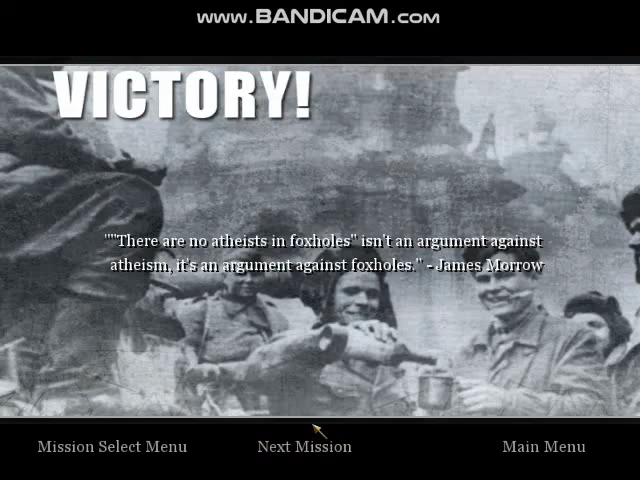 www.BANDICAM.com
VICTORY!
""There are no atheists in foxholes" isn't an argument against
atheism, it's an argument against foxholes." - James Morrow
Mission Select Menu
Next Mission
Main Menu